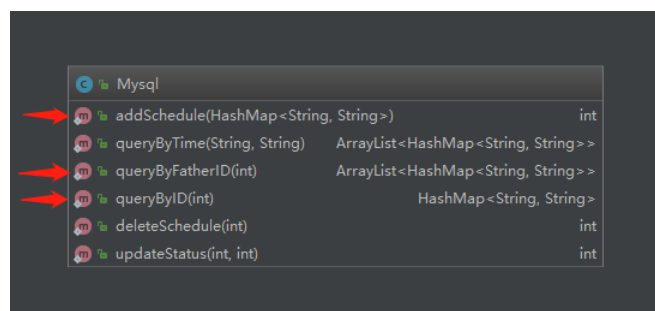 C Mysql
m addSchedule(HashMap<String, String>) int
m queryByTime(String, String) ArrayList<HashMap<String, String>>
m queryByFatherID(int) ArrayList<HashMap<String, String>>
m queryByID(int) HashMap<String, String>
m deleteSchedule(int) int
m updateStatus(int, int) int